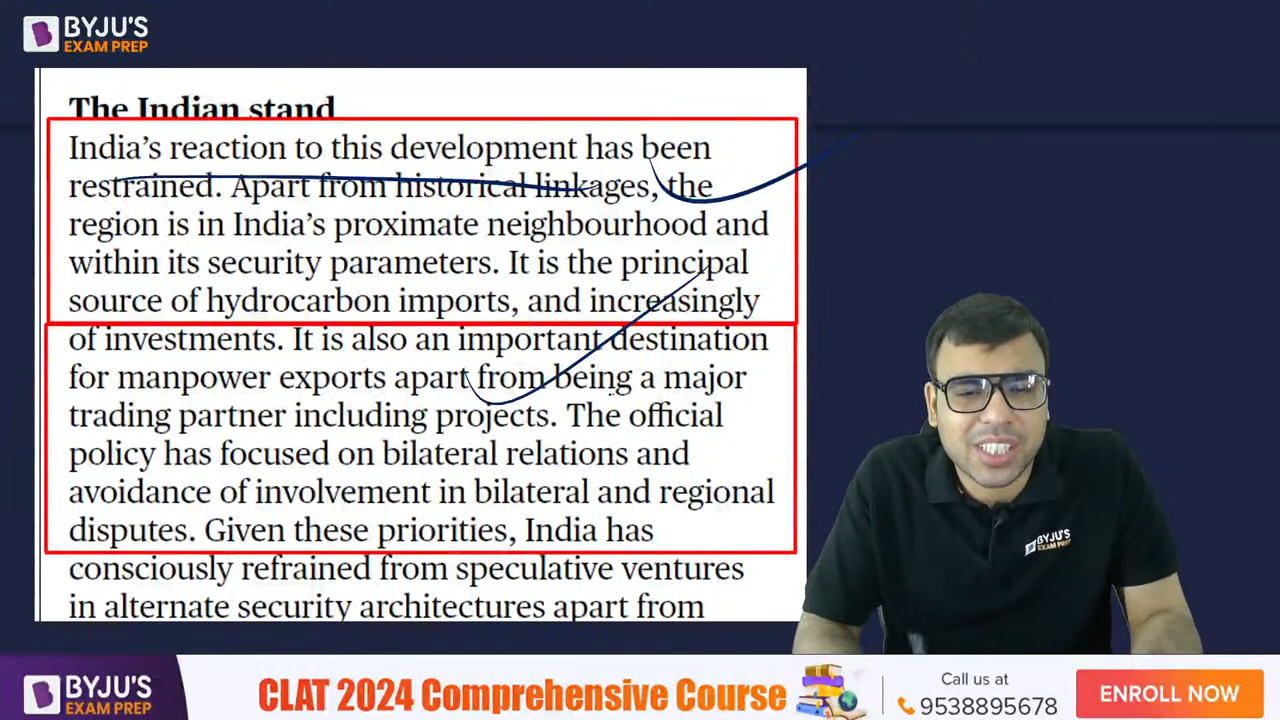 BYJU'S
EXAM PREP
The Indian stand
India's reaction to this development has been
restrained. Apart from historical linkages, the
region is in India's proximate neighbourhood and
within its security parameters. It is the principal
source of hydrocarbon imports, and increasingly
of investments. It is also an important destination
for manpower exports apart from being a major
trading partner including projects. The official
policy has focused on bilateral relations and
avoidance of involvement in bilateral and regional
disputes. Given these priorities, India has
consciously refrained from speculative ventures
in alternate security architectures apart from
BYJU'S
EXAM PREP
BYJU'S
EXAM PREP
CLAT 2024 Comprehensive Course
Call us at
9538895678
ENROLL NOW